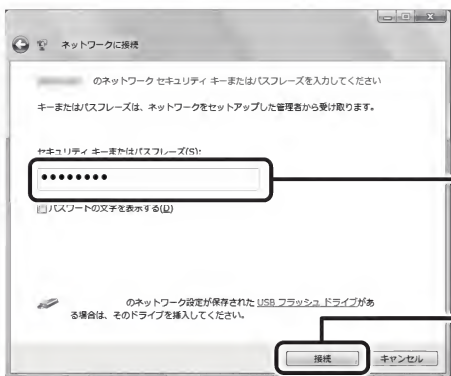 ネットワークに接続
のネットワーク セキュリティ キーまたはパスフレーズを入力してください
キーまたはパスフレーズは、ネットワークをセットアップした管理者から受け取ります。
セキュリティ キーまたはパスフレーズ(S):
●●●●●●●●
パスワードの文字を表示する(D)
のネットワーク設定が保存された USB フラッシュ ドライブがあ
る場合は、そのドライブを挿入してください。
接続 キャンセル